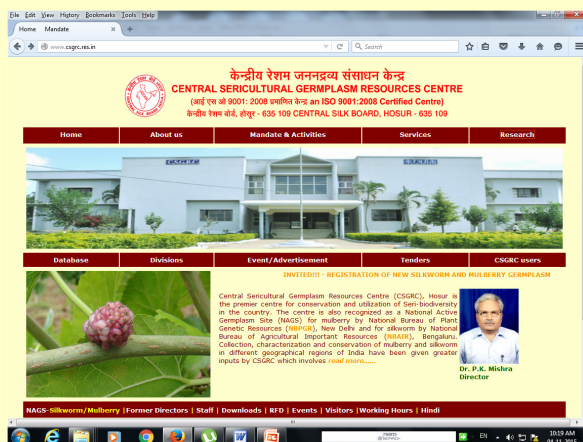 File Edit View History Bookmarks Tools Help
Home Mandate
www.csgrc.res.in
Search
केन्द्रीय रेशम जननद्रव्य संसाधन केन्द्र
CENTRAL SERICULTURAL GERMPLASM RESOURCES CENTRE
(आई एस ओ 9001: 2008 प्रमाणित केन्द्र an ISO 9001:2008 Certified Centre)
केन्द्रीय रेशम बोर्ड, होसूर - 635 109 CENTRAL SILK BOARD, HOSUR - 635 109
Home About us Mandate & Activities Services Research
CSGRC
Database Divisions Event/Advertisement Tenders CSGRC users
INVITED!!! - REGISTRATION OF NEW SILKWORM AND MULBERRY GERMPLASM
Central Sericultural Germplasm Resources Centre (CSGRC), Hosur is
the premier centre for conservation and utilization of Seri-biodiversity
in the country. The centre is also recognized as a National Active
Germplasm Site (NAGS) for mulberry by National Bureau of Plant
Genetic Resources (NBPGR), New Delhi and for silkworm by National
Bureau of Agricultural Important Resources (NBAIR), Bengaluru.
Collection, characterization and conservation of mulberry and silkworm
in different geographical regions of India have been given greater
inputs by CSGRC which involves read more......
Dr. P.K. Mishra
Director
NAGS-Silkworm/Mulberry |Former Directors | Staff | Downloads | RFD | Events | Visitors |Working Hours | Hindi
EN
10:19 AM
04-11-2015